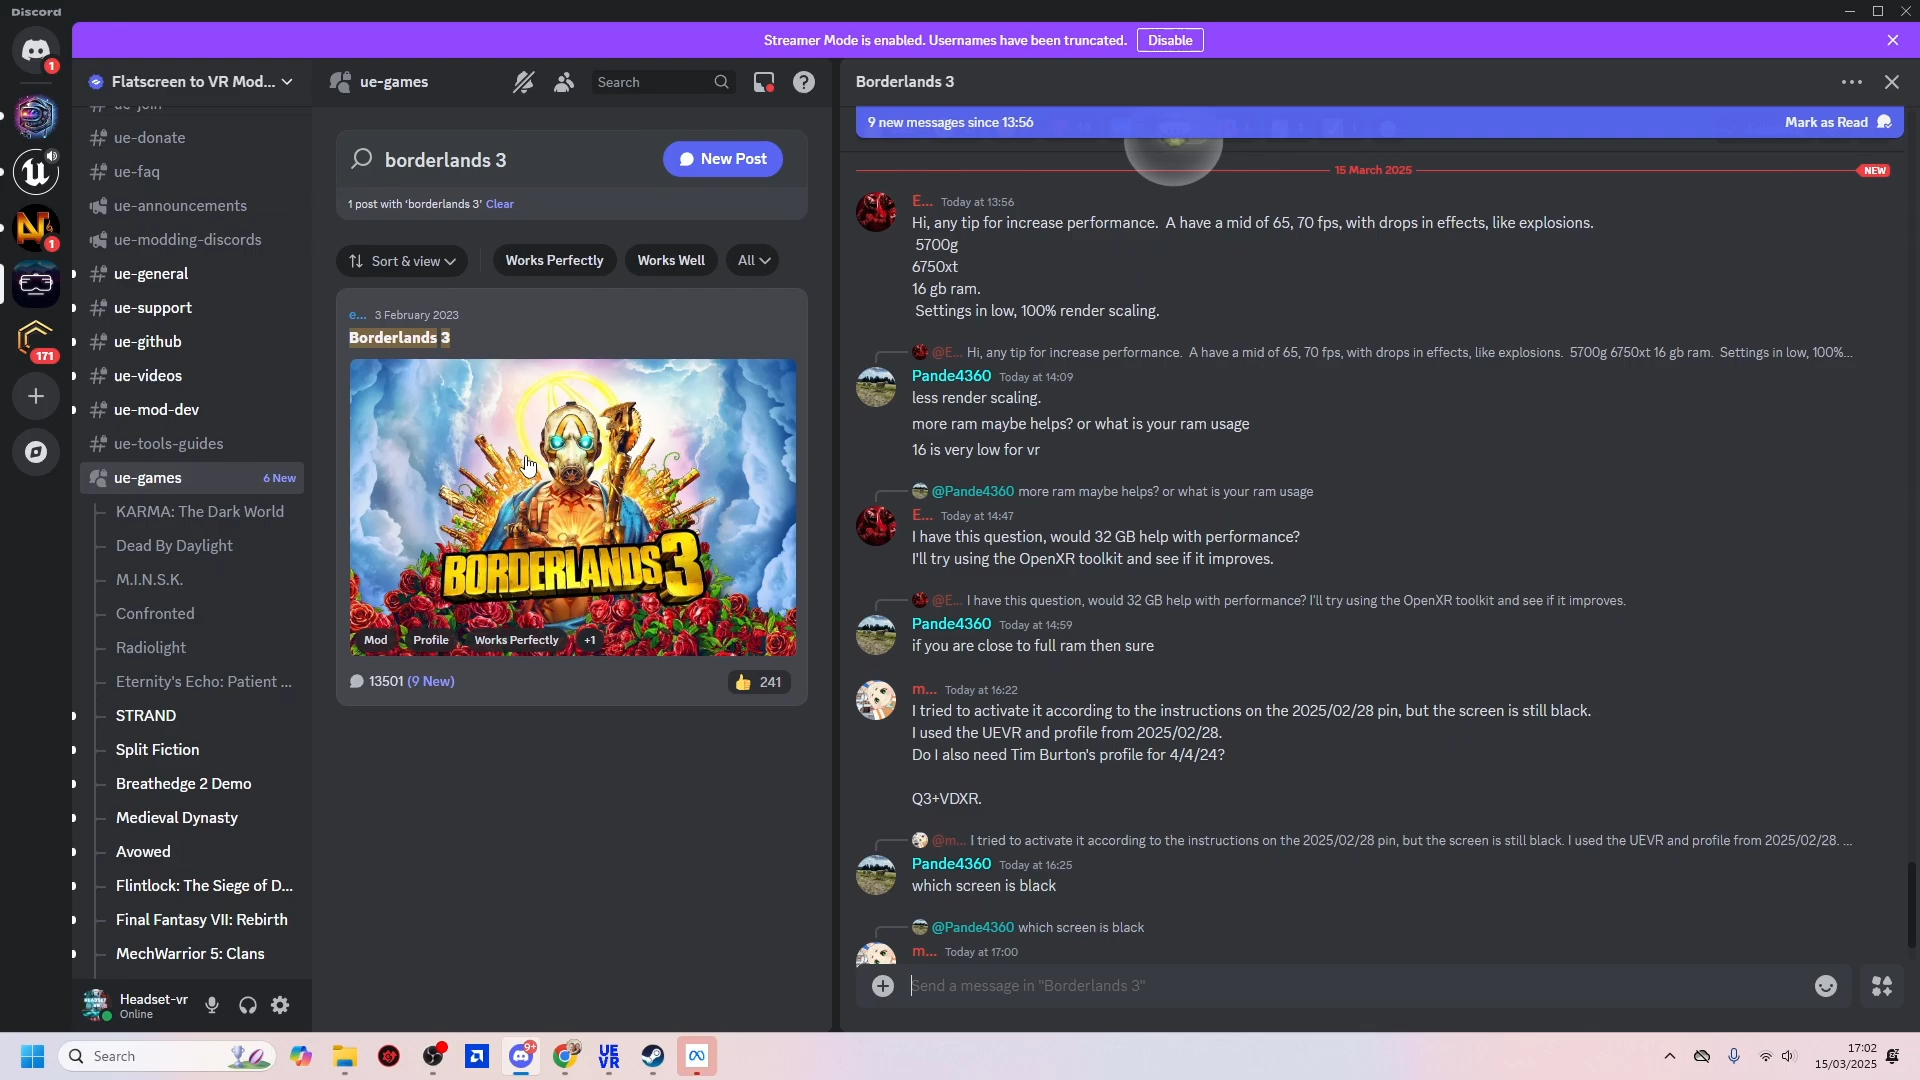 Discord
Streamer Mode is enabled. Usernames have been truncated.
Disable
1
171
1
Flatscreen to VR Mod...
ue-join
ue-donate
ue-faq
ue-announcements
ue-modding-discords
ue-general
ue-support
ue-github
ue-videos
ue-mod-dev
ue-tools-guides
ue-games
6 New
KARMA: The Dark World
Dead By Daylight
M.I.N.S.K.
Confronted
Radiolight
Eternity's Echo: Patient ...
STRAND
Split Fiction
Breathedge 2 Demo
Medieval Dynasty
Avowed
Flintlock: The Siege of D...
Final Fantasy VII: Rebirth
MechWarrior 5: Clans
Headset-vr
Online
ue-games
Search
borderlands 3
New Post
1 post with 'borderlands 3' Clear
Sort & view
Works Perfectly
Works Well
All
e... 3 February 2023
Borderlands 3
BORDERLANDS 3
Mod
Profile
Works Perfectly
+1
13501 (9 New)
241
Borderlands 3
9 new messages since 13:56
Mark as Read
15 March 2025
NEW
E... Today at 13:56
Hi, any tip for increase performance. A have a mid of 65, 70 fps, with drops in effects, like explosions.
5700g
6750xt
16 gb ram.
Settings in low, 100% render scaling.
@E... Hi, any tip for increase performance. A have a mid of 65, 70 fps, with drops in effects, like explosions. 5700g 6750xt 16 gb ram. Settings in low, 100%...
Pande4360 Today at 14:09
less render scaling.
more ram maybe helps? or what is your ram usage
16 is very low for vr
@Pande4360 more ram maybe helps? or what is your ram usage
E... Today at 14:47
I have this question, would 32 GB help with performance?
I'll try using the OpenXR toolkit and see if it improves.
@E... I have this question, would 32 GB help with performance? I'll try using the OpenXR toolkit and see if it improves.
Pande4360 Today at 14:59
if you are close to full ram then sure
m... Today at 16:22
I tried to activate it according to the instructions on the 2025/02/28 pin, but the screen is still black.
I used the UEVR and profile from 2025/02/28.
Do I also need Tim Burton's profile for 4/4/24?
Q3+VDXR.
@m... I tried to activate it according to the instructions on the 2025/02/28 pin, but the screen is still black. I used the UEVR and profile from 2025/02/28. ...
Pande4360 Today at 16:25
which screen is black
@Pande4360 which screen is black
m... Today at 17:00
Send a message in "Borderlands 3"
Search
9+
UE
VR
17:02
15/03/2025